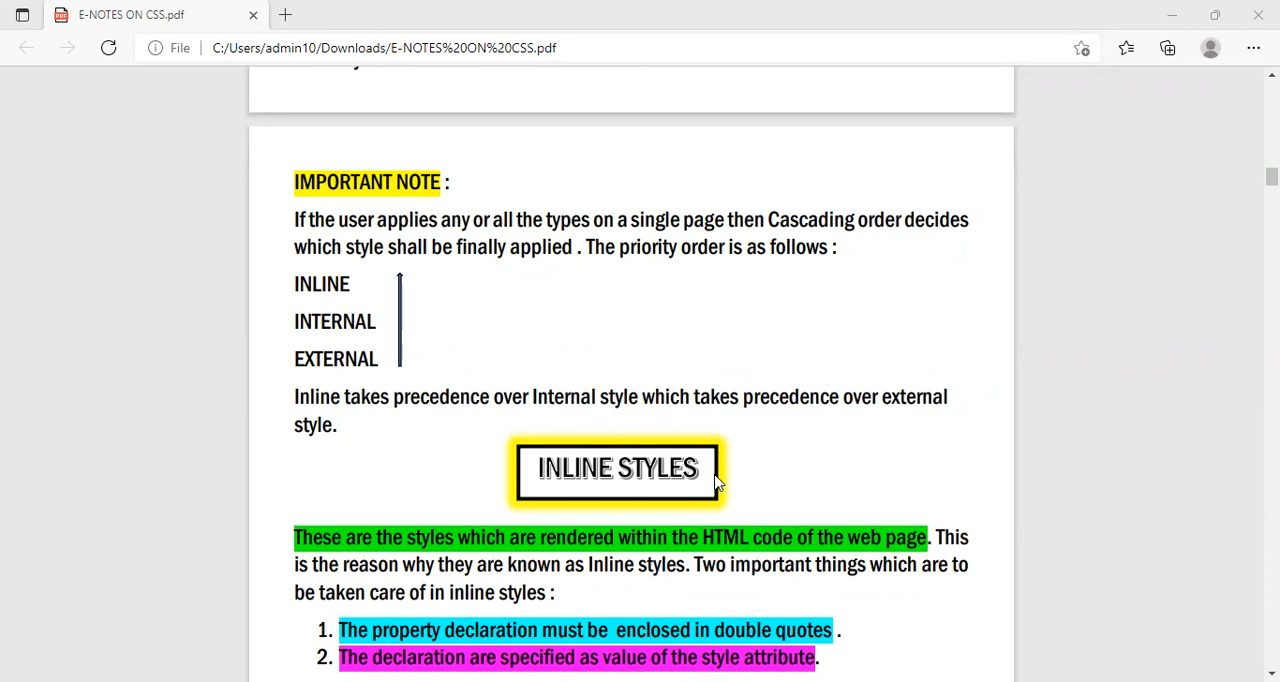 E-NOTES ON CSS.pdf
File
C:/Users/admin10/Downloads/E-NOTES%20ON%20CSS.pdf
IMPORTANT NOTE :
If the user applies any or all the types on a single page then Cascading order decides
which style shall be finally applied . The priority order is as follows :
INLINE
INTERNAL
EXTERNAL
Inline takes precedence over Internal style which takes precedence over external
style.
INLINE STYLES
These are the styles which are rendered within the HTML code of the web page. This
is the reason why they are known as Inline styles. Two important things which are to
be taken care of in inline styles :
1. The property declaration must be enclosed in double quotes .
2. The declaration are specified as value of the style attribute.